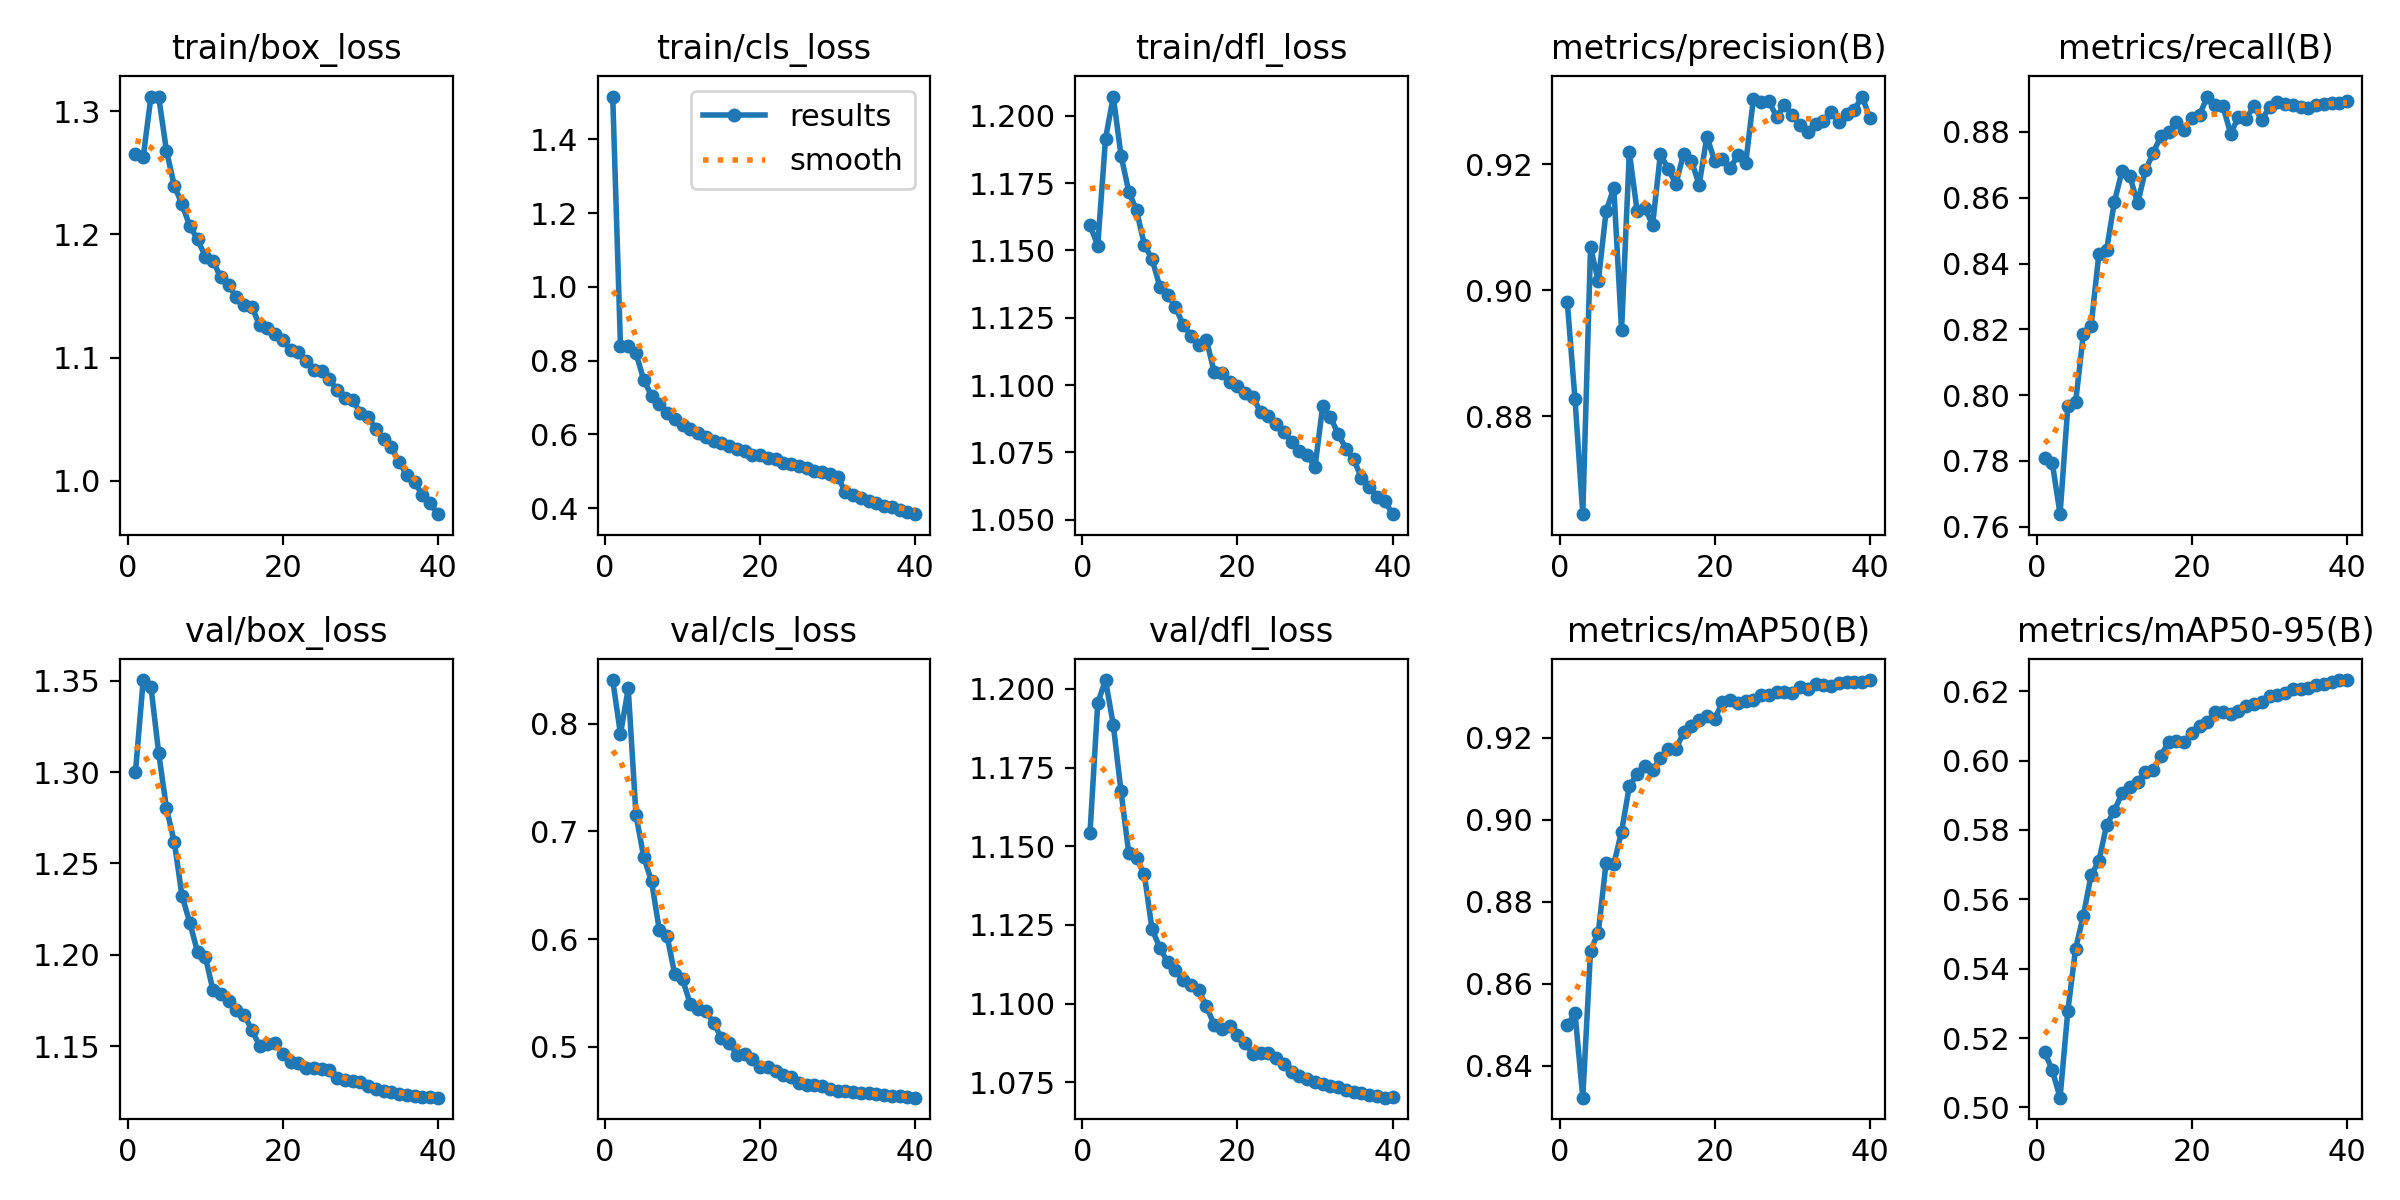 train/box_loss
train/cls_loss
train/dfl_loss
metrics/precision(B)
metrics/recall(B)
1.3
1.2
1.1
1.0
0 20 40
1.4
1.2
1.0
0.8
0.6
0.4
results
smooth
0 20 40
1.200
1.175
1.150
1.125
1.100
1.075
1.050
0 20 40
0.92
0.90
0.88
0 20 40
0.88
0.86
0.84
0.82
0.80
0.78
0.76
0 20 40
val/box_loss
val/cls_loss
val/dfl_loss
metrics/mAP50(B)
metrics/mAP50-95(B)
1.35
1.30
1.25
1.20
1.15
0 20 40
0.8
0.7
0.6
0.5
0 20 40
1.200
1.175
1.150
1.125
1.100
1.075
0 20 40
0.92
0.90
0.88
0.86
0.84
0 20 40
0.62
0.60
0.58
0.56
0.54
0.52
0.50
0 20 40